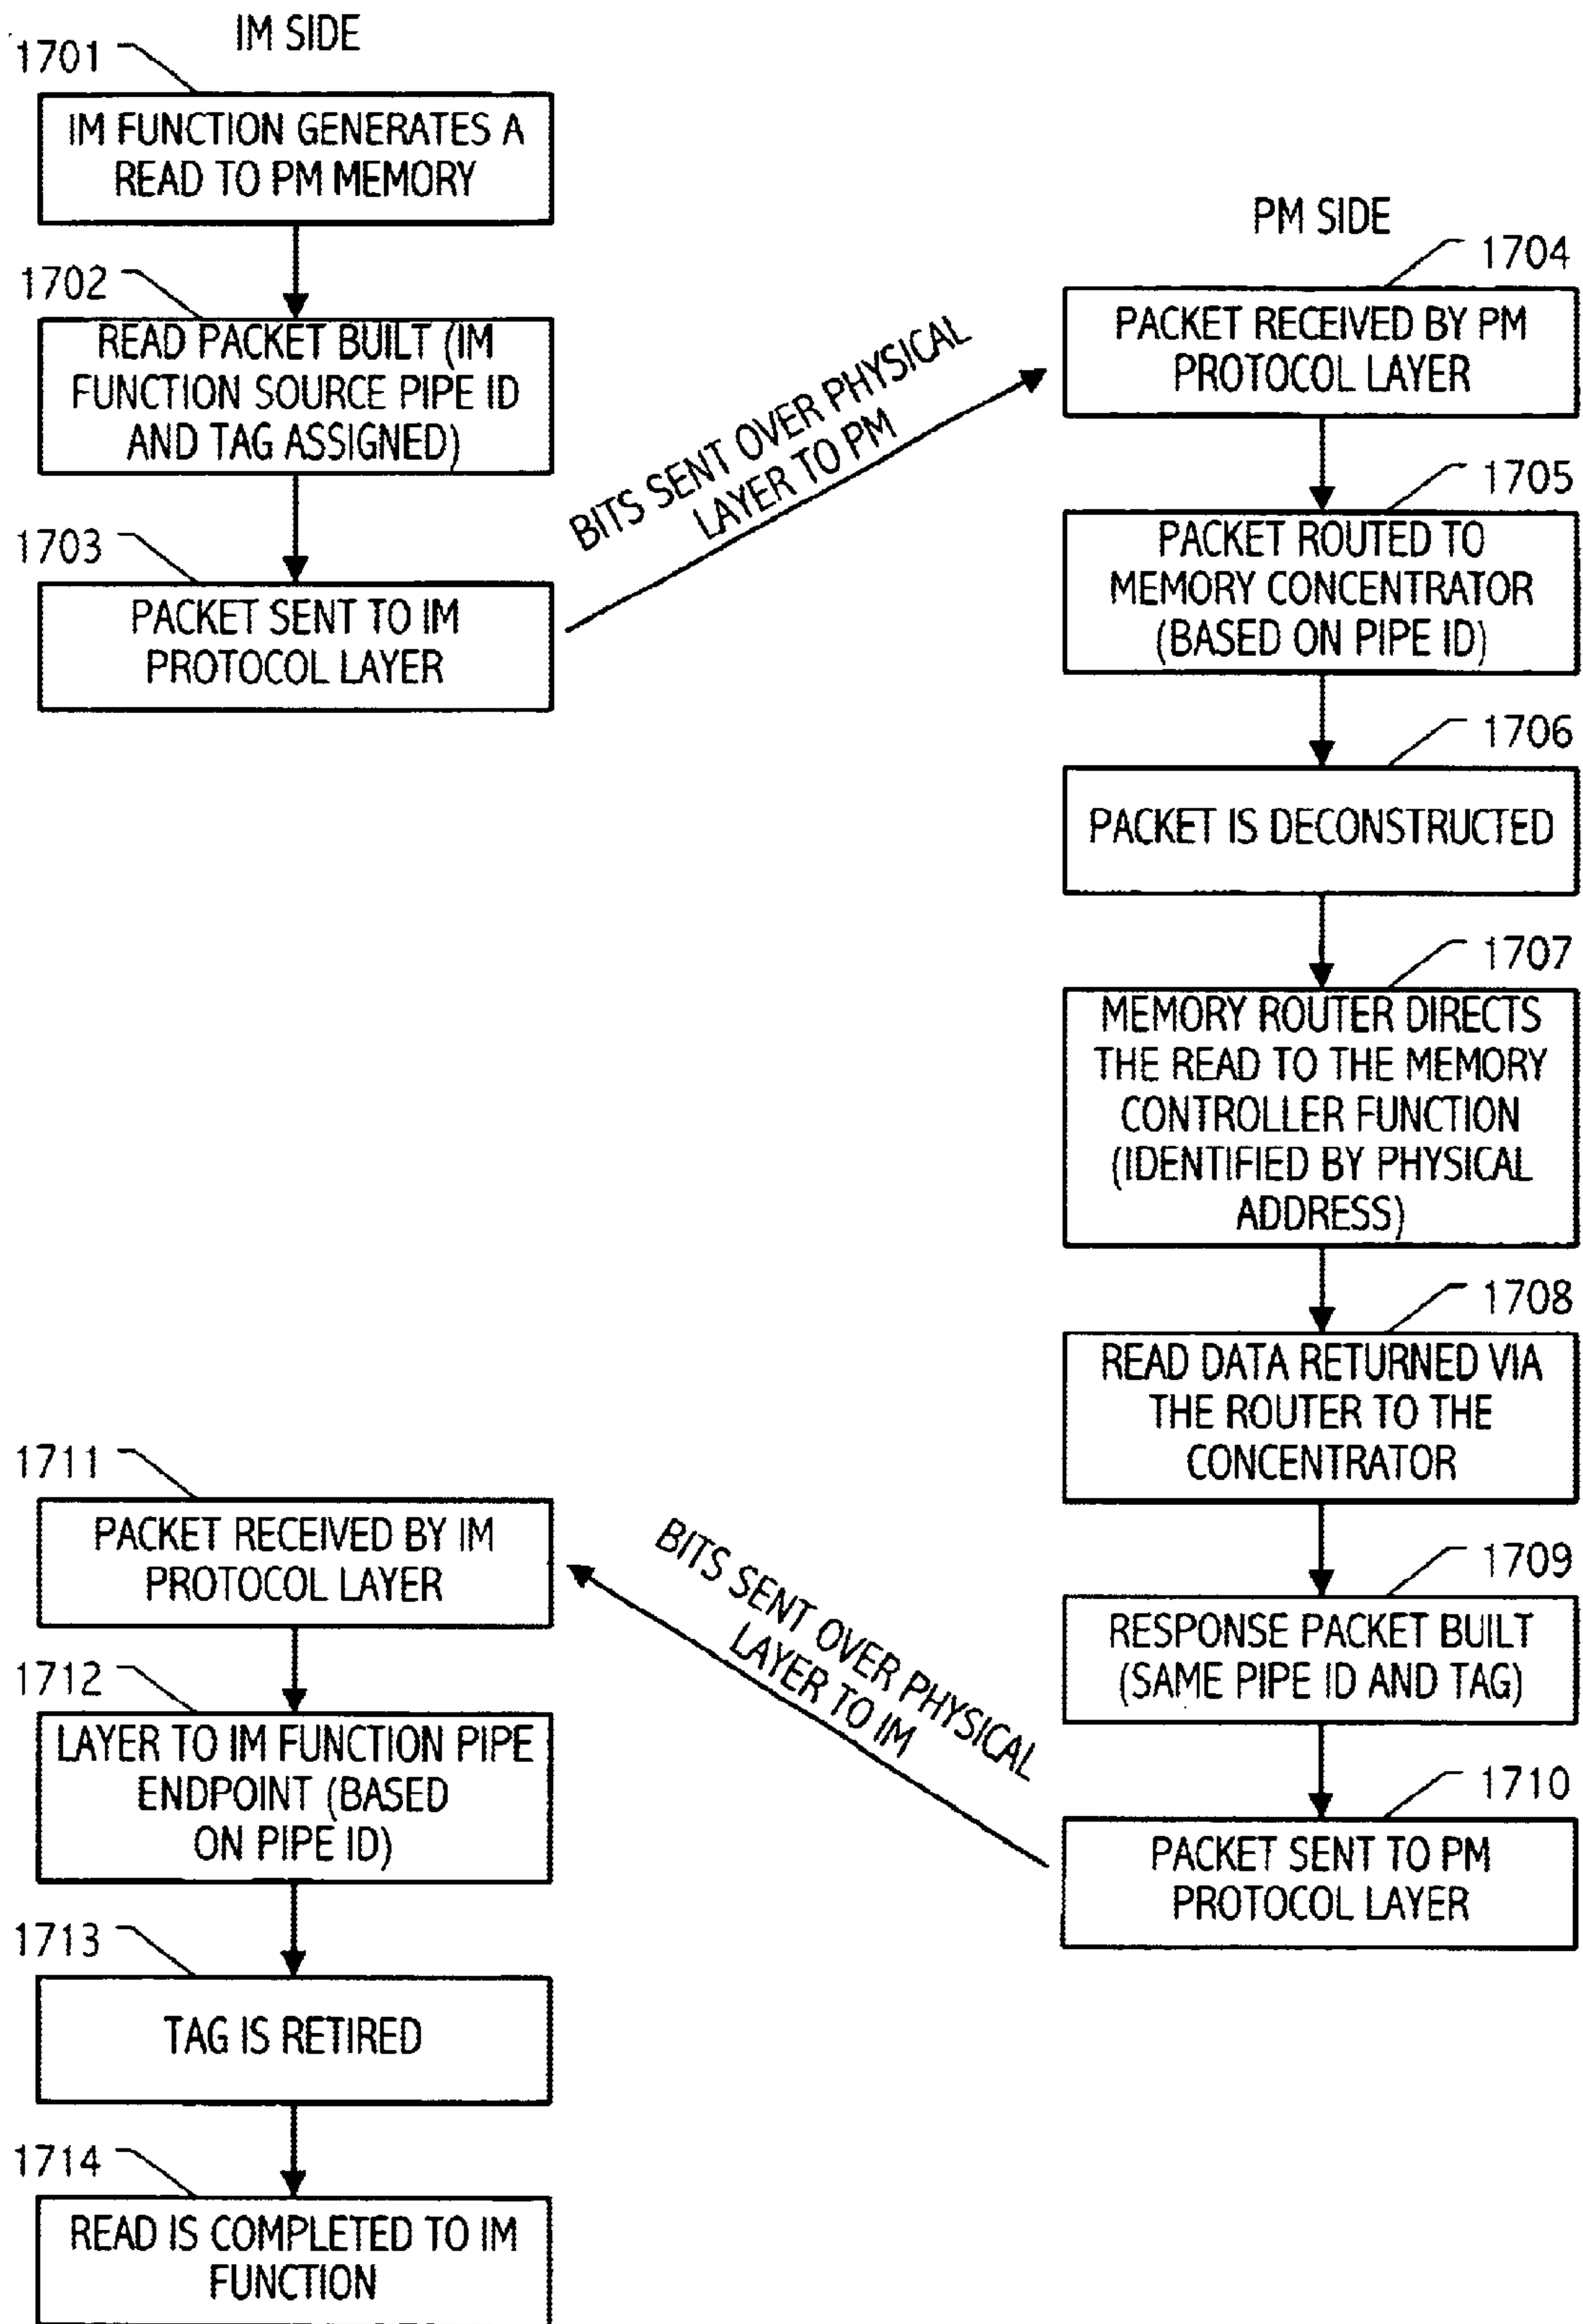 IM SIDE
1701
IM FUNCTION GENERATES A
READ TO PM MEMORY
1702
READ PACKET BUILT (IM
FUNCTION SOURCE PIPE ID
AND TAG ASSIGNED)
1703
PACKET SENT TO IM
PROTOCOL LAYER
BITS SENT OVER PHYSICAL
LAYER TO PM
PM SIDE
1704
PACKET RECEIVED BY PM
PROTOCOL LAYER
1705
PACKET ROUTED TO
MEMORY CONCENTRATOR
(BASED ON PIPE ID)
1706
PACKET IS DECONSTRUCTED
1707
MEMORY ROUTER DIRECTS
THE READ TO THE MEMORY
CONTROLLER FUNCTION
(IDENTIFIED BY PHYSICAL
ADDRESS)
1708
READ DATA RETURNED VIA
THE ROUTER TO THE
CONCENTRATOR
1709
RESPONSE PACKET BUILT
(SAME PIPE ID AND TAG)
1710
PACKET SENT TO PM
PROTOCOL LAYER
BITS SENT OVER PHYSICAL
LAYER TO IM
1711
PACKET RECEIVED BY IM
PROTOCOL LAYER
1712
LAYER TO IM FUNCTION PIPE
ENDPOINT (BASED
ON PIPE ID)
1713
TAG IS RETIRED
1714
READ IS COMPLETED TO IM
FUNCTION